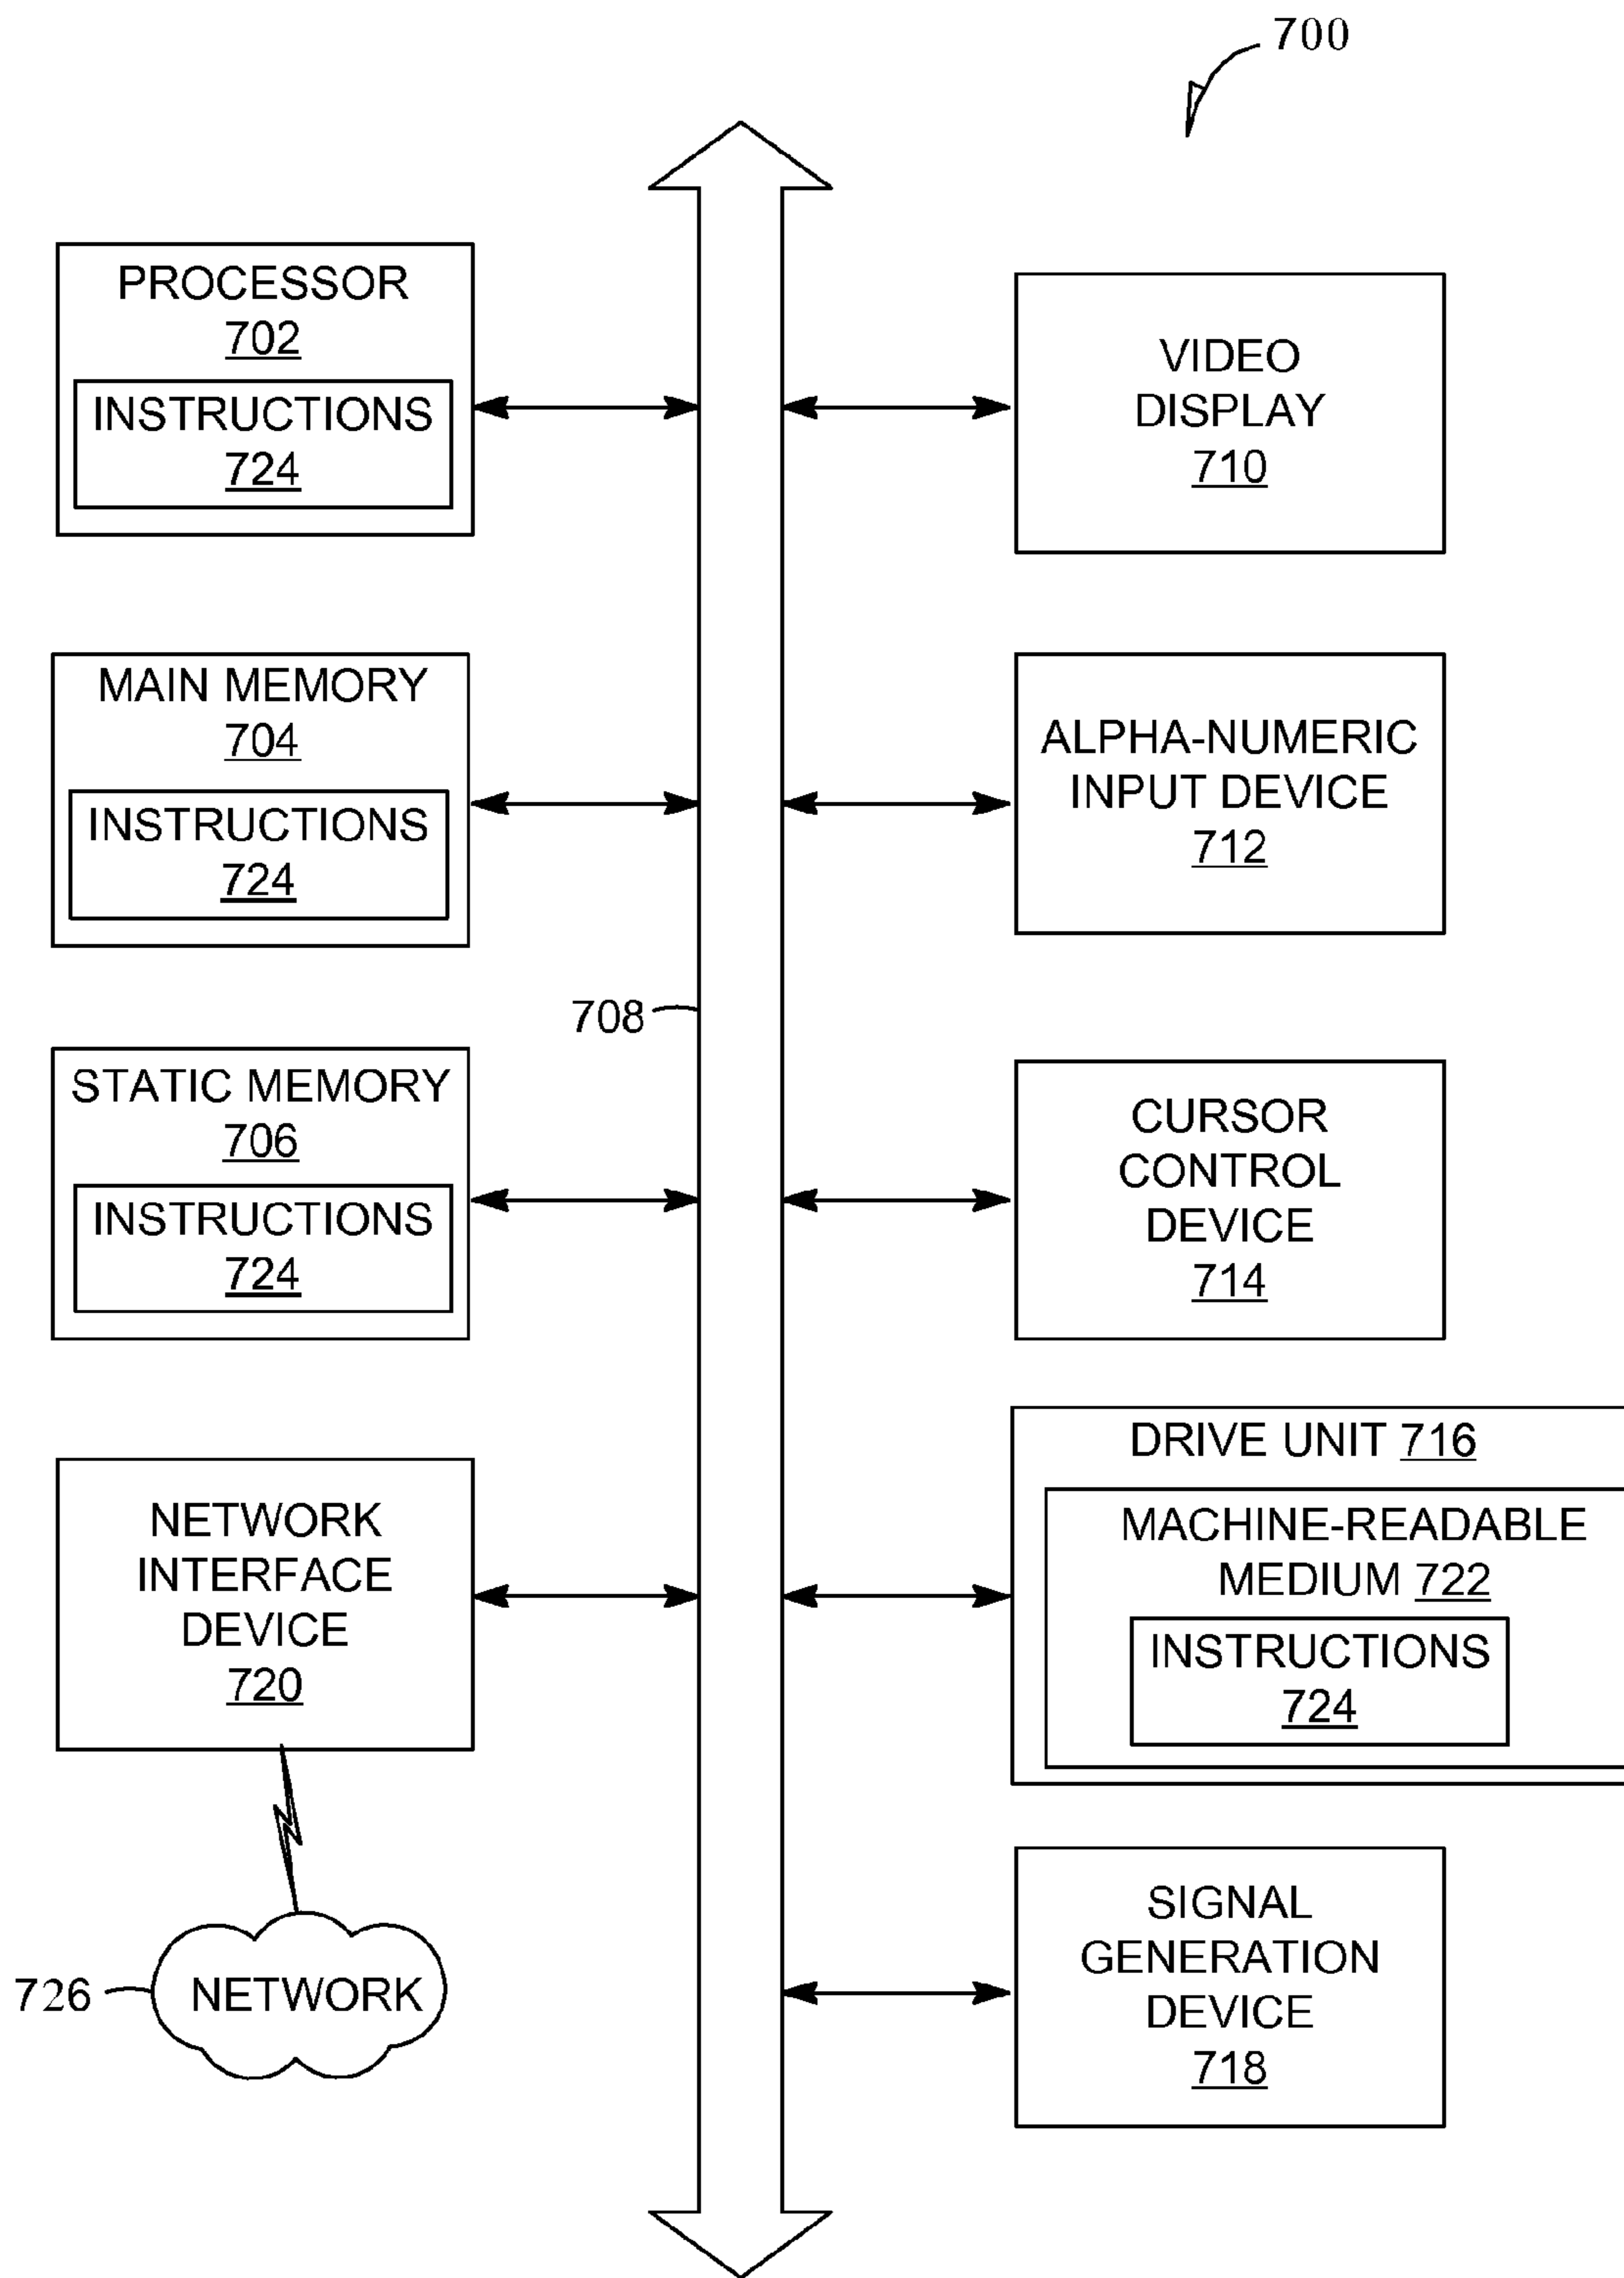 700
PROCESSOR
702
INSTRUCTIONS
724
MAIN MEMORY
704
INSTRUCTIONS
724
708
STATIC MEMORY
706
INSTRUCTIONS
724
NETWORK
INTERFACE
DEVICE
720
726
NETWORK
VIDEO
DISPLAY
710
ALPHA-NUMERIC
INPUT DEVICE
712
CURSOR
CONTROL
DEVICE
714
DRIVE UNIT 716
MACHINE-READABLE
MEDIUM 722
INSTRUCTIONS
724
SIGNAL
GENERATION
DEVICE
718